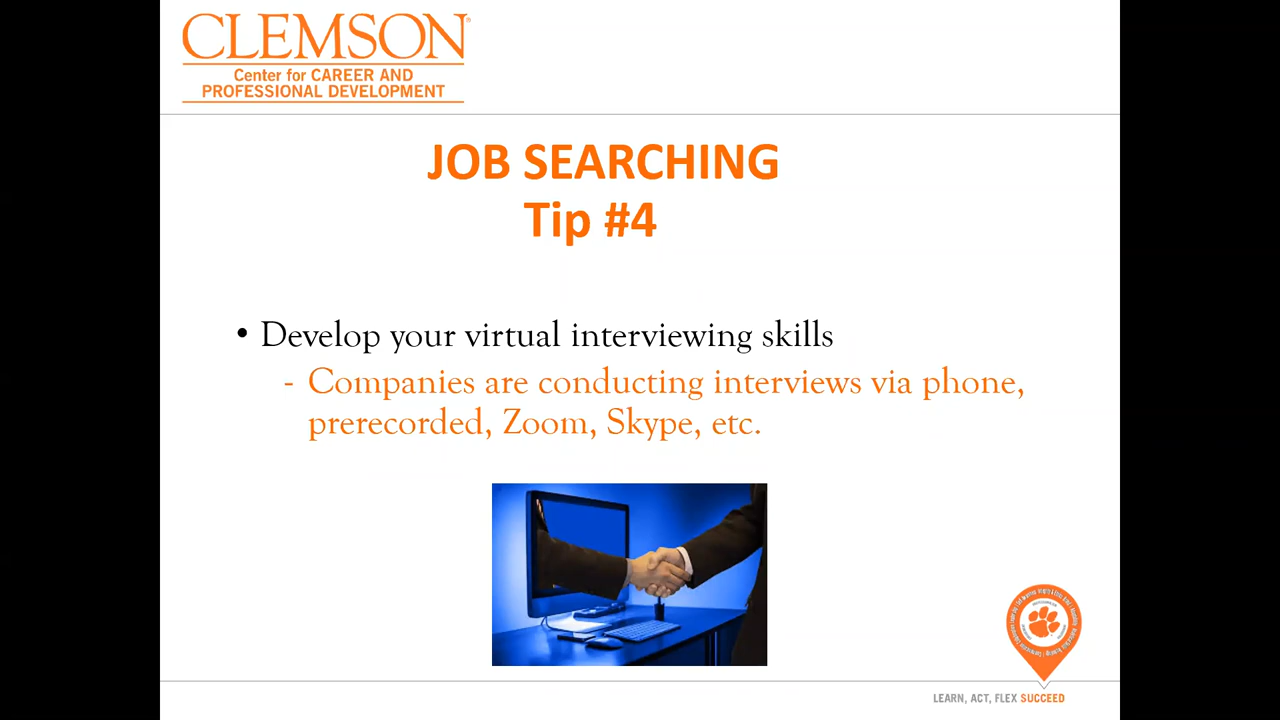 CLEMSON®
Center for CAREER AND
PROFESSIONAL DEVELOPMENT
JOB SEARCHING
Tip #4
• Develop your virtual interviewing skills
- Companies are conducting interviews via phone,
prerecorded, Zoom, Skype, etc.
LEARN, ACT, FLEX SUCCEED